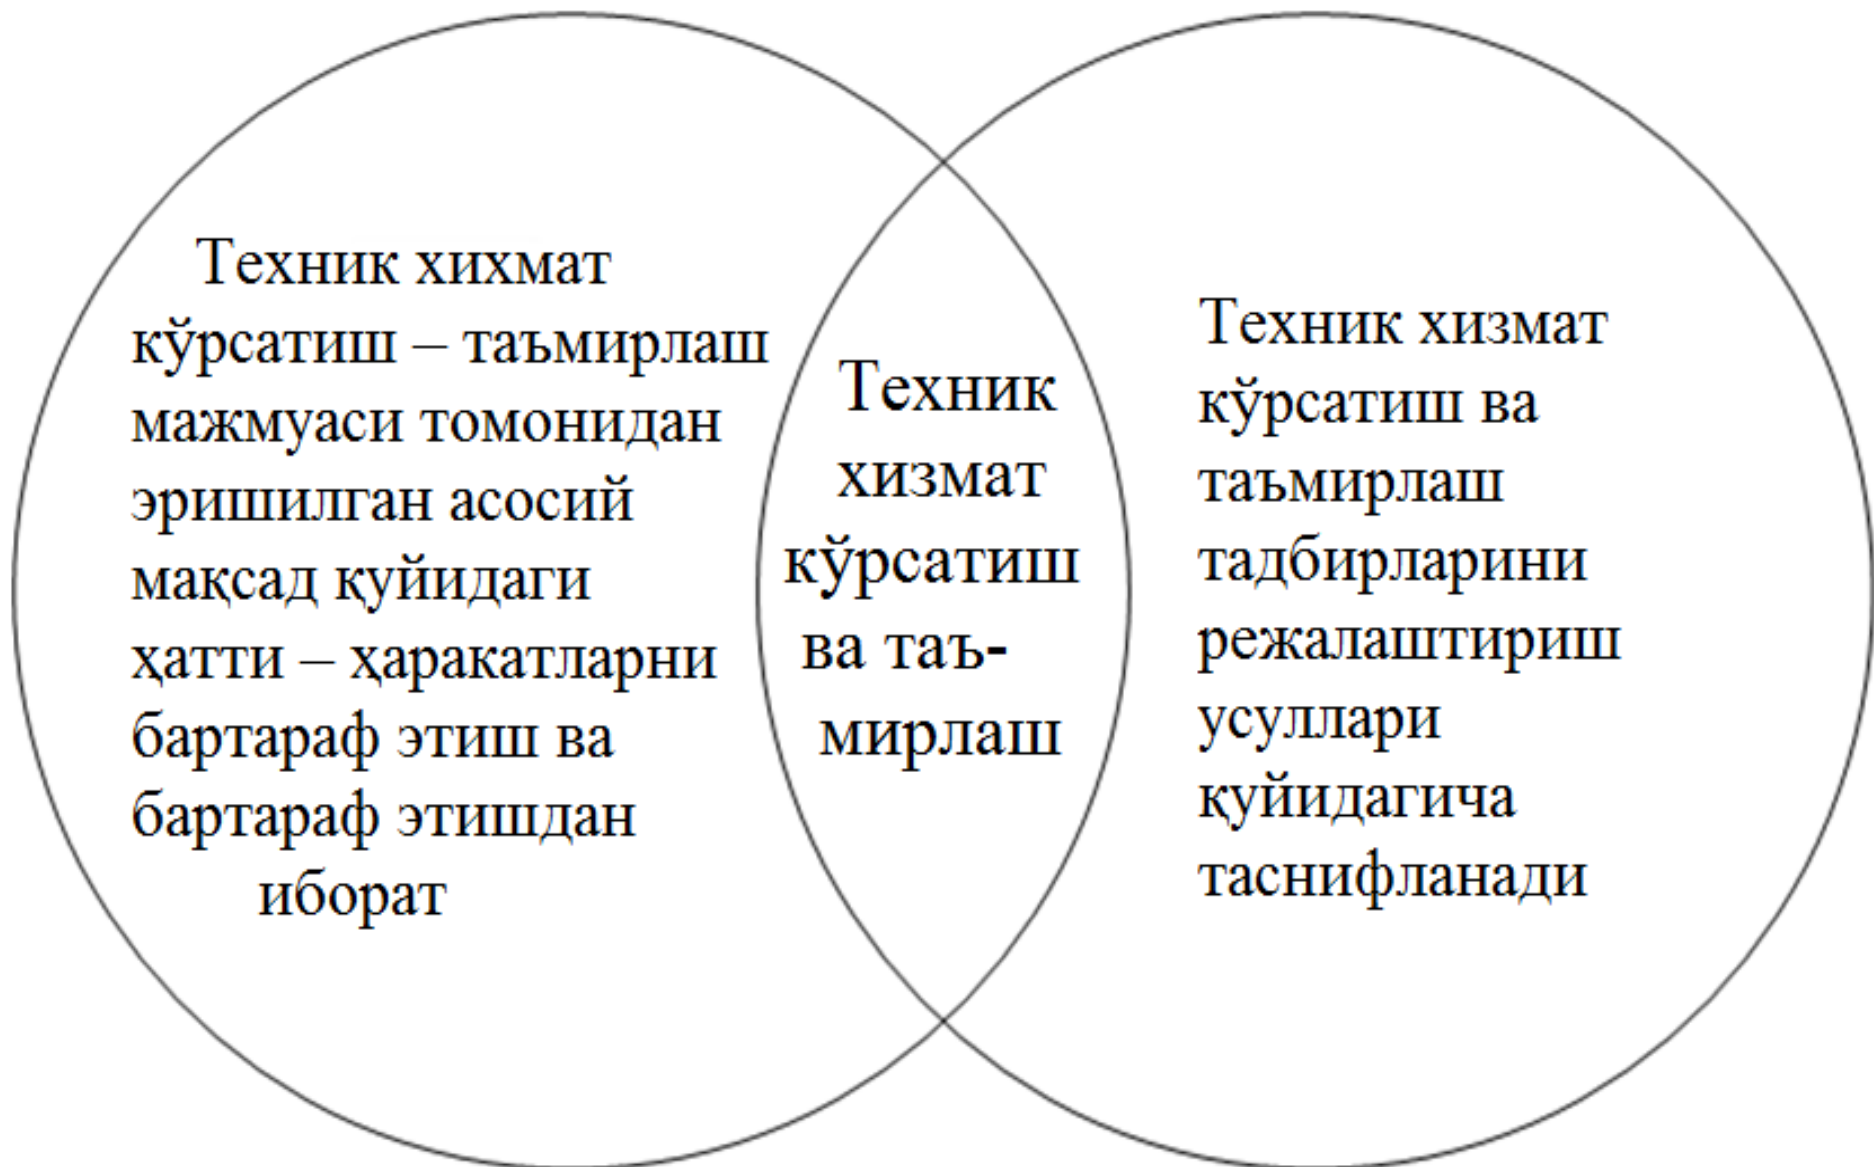 Техник хихмат
кўрсатиш – таъмирлаш
мажмуаси томонидан
эришилган асосий
мақсад қуйидаги
ҳатти – ҳаракатларни
бартараф этиш ва
бартараф этишдан
иборат
Техник
хизмат
кўрсатиш
ва таъ-
мирлаш
Техник хизмат
кўрсатиш ва
таъмирлаш
тадбирларини
режалаштириш
усуллари
қуйидагича
таснифланади